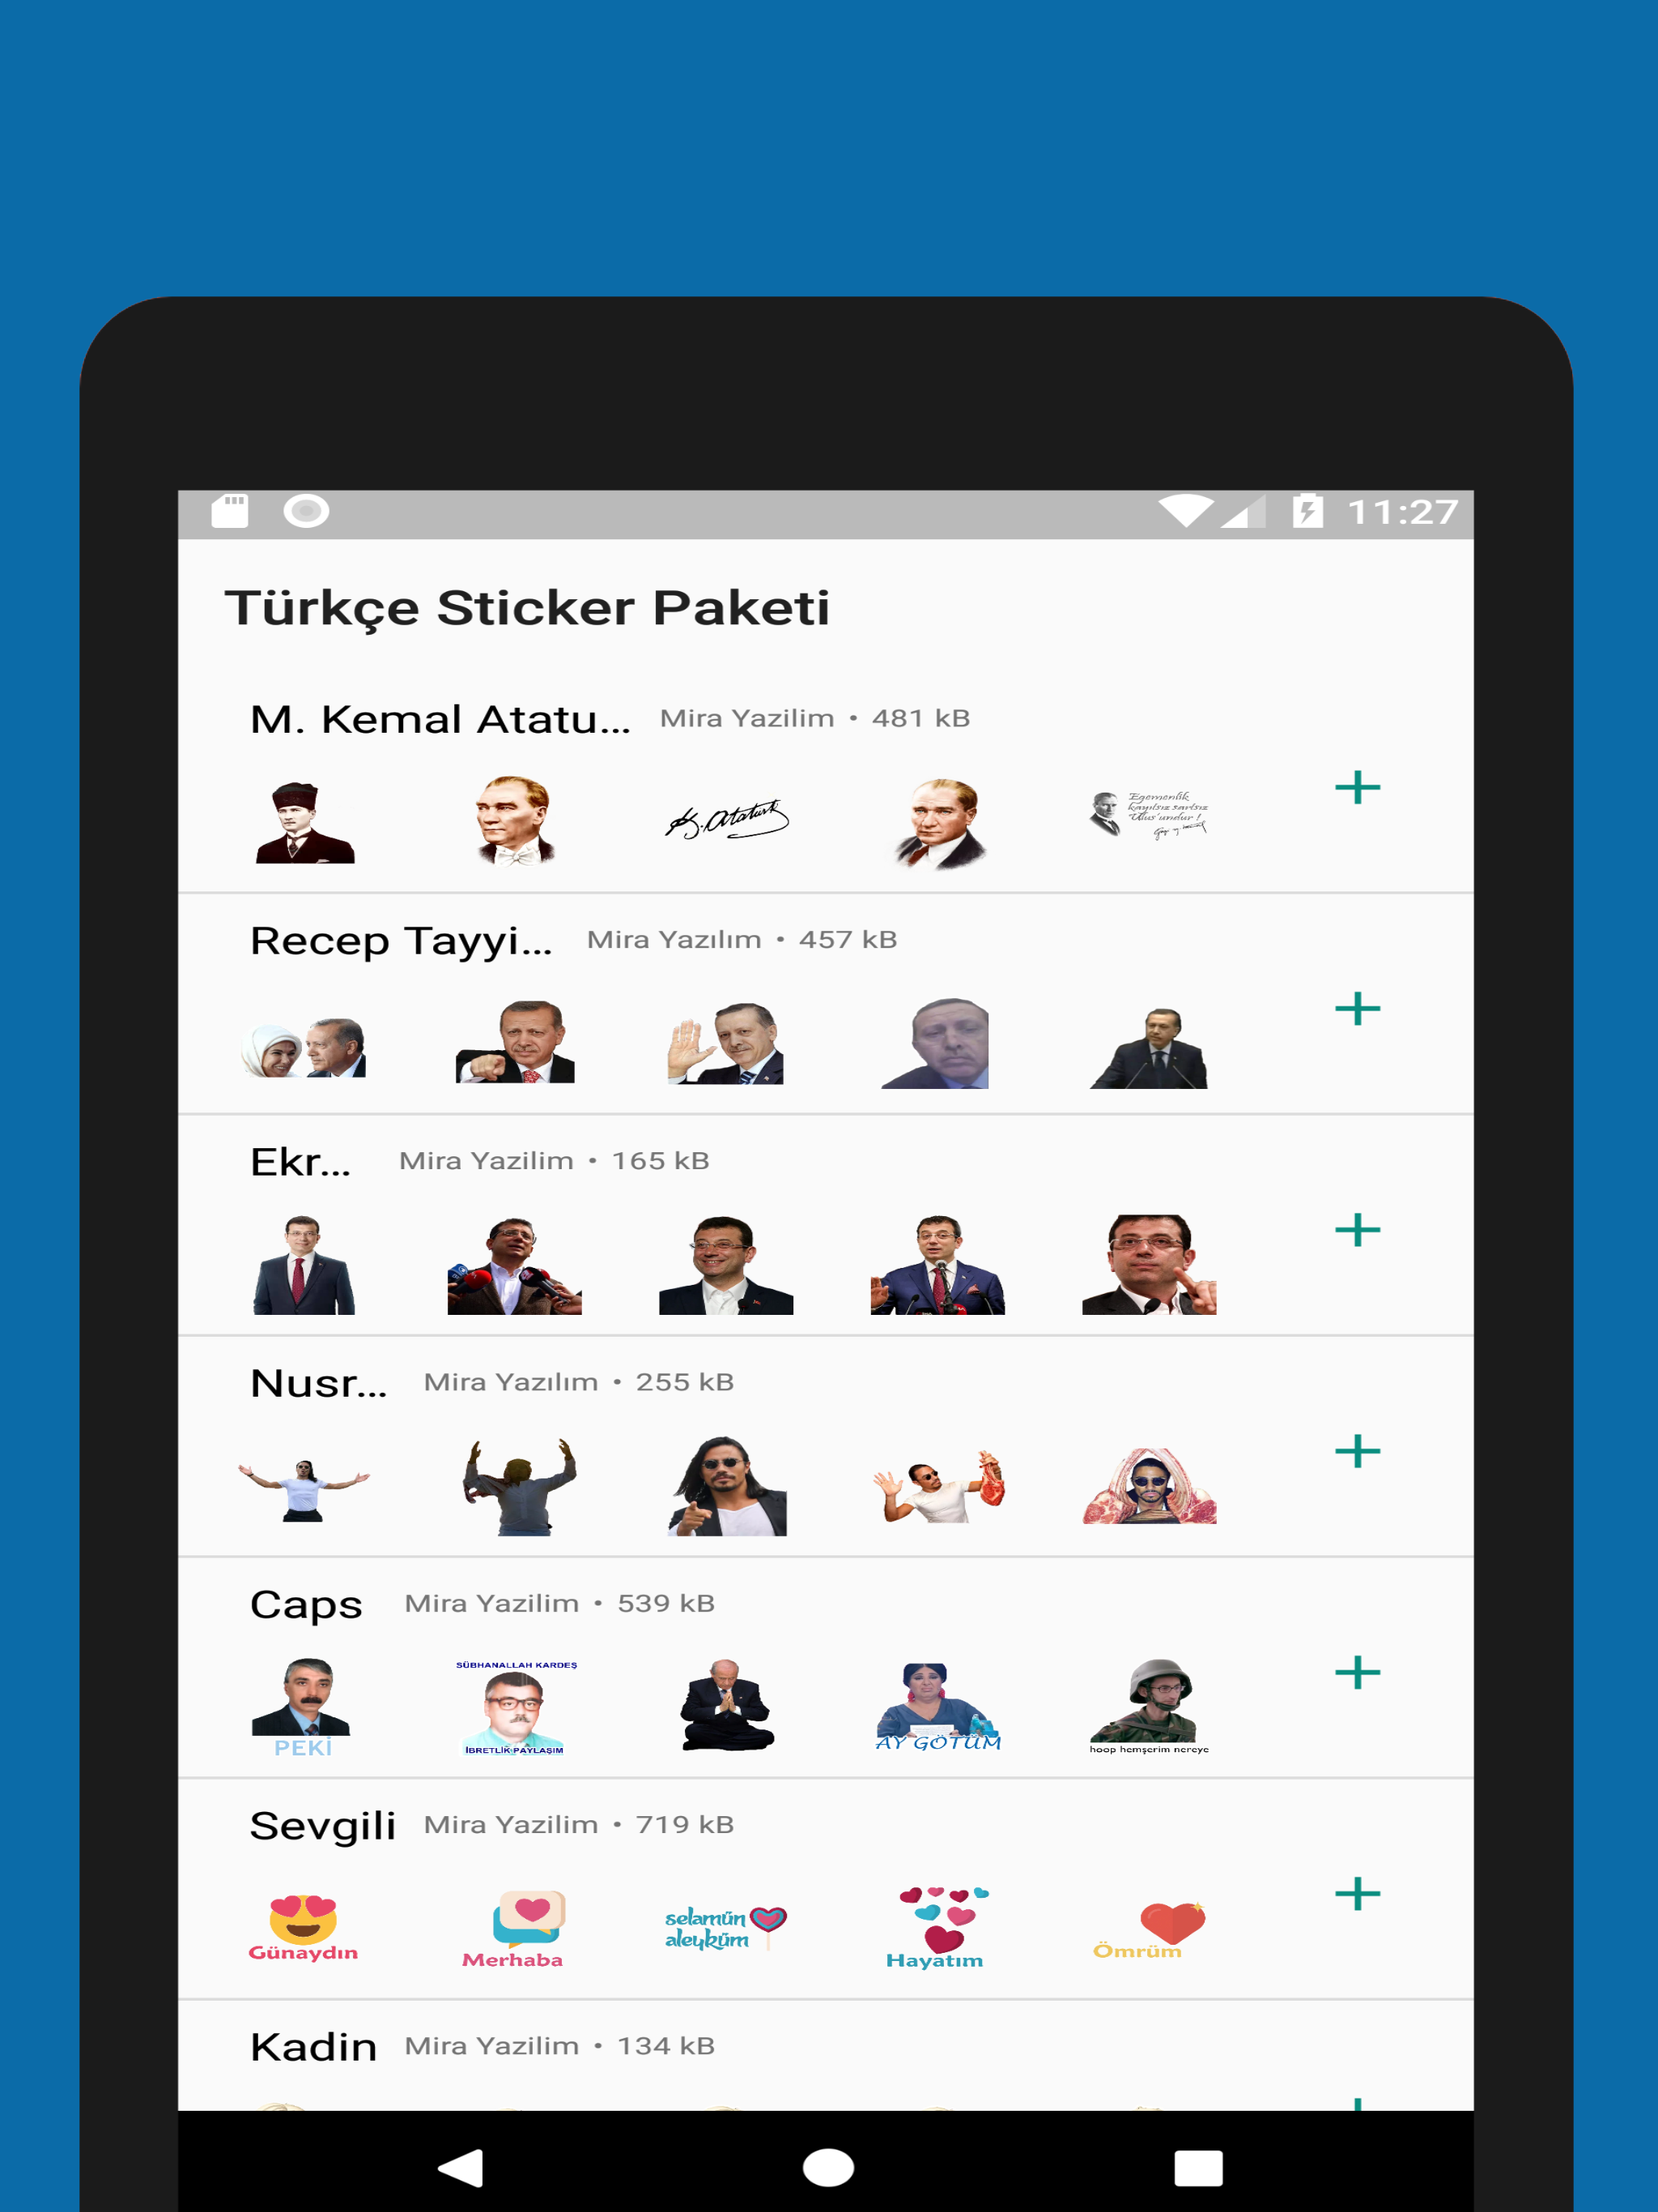 11:27
Türkçe Sticker Paketi
M. Kemal Atatu... Mira Yazilim • 481 kB
K. Atatürk
Egemenlik
kayıtsız şartsız
Ulus'undur !
Recep Tayyi... Mira Yazılım • 457 kB
Ekr... Mira Yazilim • 165 kB
Nusr... Mira Yazılım • 255 kB
Caps Mira Yazilim • 539 kB
PEKİ
SÜBHANALLAH KARDEŞ
İBRETLİK PAYLAŞIM
AY GÖTÜM
hoop hemşerim nereye
Sevgili Mira Yazilim • 719 kB
Günaydın
Merhaba
selamün
aleyküm
Hayatım
Ömrüm
Kadin Mira Yazilim • 134 kB